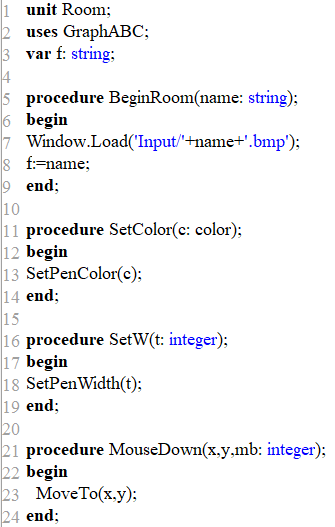 1 unit Room;
2 uses GraphABC;
3 var f: string;
4
5 procedure BeginRoom(name: string);
6 begin
7 Window.Load('Input/'+name+'.bmp');
8 f:=name;
9 end;
10
11 procedure SetColor(c: color);
12 begin
13 SetPenColor(c);
14 end;
15
16 procedure SetW(t: integer);
17 begin
18 SetPenWidth(t);
19 end;
20
21 procedure MouseDown(x,y,mb: integer);
22 begin
23 MoveTo(x,y);
24 end;